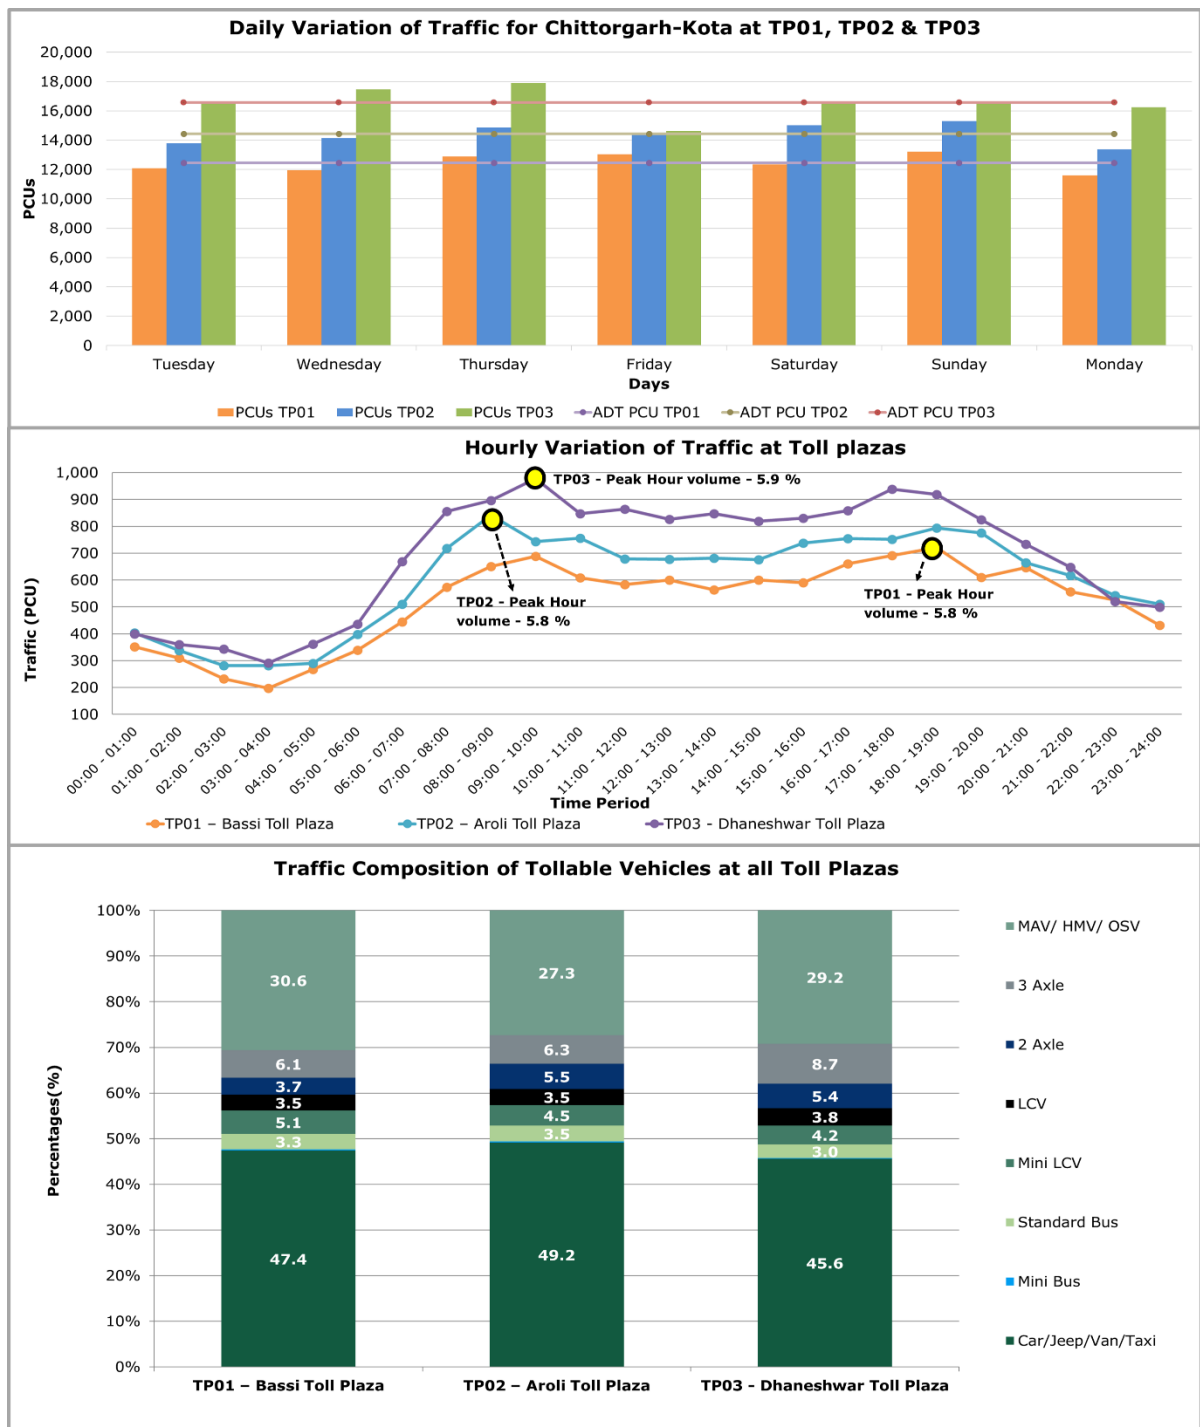 Daily Variation of Traffic for Chittorgarh-Kota at TP01, TP02 & TP03
20,000
18,000
16,000
14,000
12,000
10,000
8,000
6,000
4,000
2,000
0
PCUs
Tuesday Wednesday Thursday Friday Saturday Sunday Monday
Days
PCUs TP01 PCUs TP02 PCUs TP03 ADT PCU TP01 ADT PCU TP02 ADT PCU TP03
Hourly Variation of Traffic at Toll plazas
1,000
900
800
700
600
500
400
300
200
100
Traffic (PCU)
TP03 - Peak Hour volume - 5.9 %
TP02 - Peak Hour
volume - 5.8 %
TP01 - Peak Hour
volume - 5.8 %
00:00 - 01:00
01:00 - 02:00
02:00 - 03:00
03:00 - 04:00
04:00 - 05:00
05:00 - 06:00
06:00 - 07:00
07:00 - 08:00
08:00 - 09:00
09:00 - 10:00
10:00 - 11:00
11:00 - 12:00
12:00 - 13:00
13:00 - 14:00
14:00 - 15:00
15:00 - 16:00
16:00 - 17:00
17:00 - 18:00
18:00 - 19:00
19:00 - 20:00
20:00 - 21:00
21:00 - 22:00
22:00 - 23:00
23:00 - 24:00
Time Period
TP01 – Bassi Toll Plaza TP02 – Aroli Toll Plaza TP03 - Dhaneshwar Toll Plaza
Traffic Composition of Tollable Vehicles at all Toll Plazas
100%
90%
80%
70%
60%
50%
40%
30%
20%
10%
0%
Percentages(%)
30.6
6.1
3.7
3.5
5.1
3.3
47.4
27.3
6.3
5.5
3.5
4.5
3.5
49.2
29.2
8.7
5.4
3.8
4.2
3.0
45.6
TP01 – Bassi Toll Plaza TP02 – Aroli Toll Plaza TP03 - Dhaneshwar Toll Plaza
MAV/ HMV/ OSV
3 Axle
2 Axle
LCV
Mini LCV
Standard Bus
Mini Bus
Car/Jeep/Van/Taxi